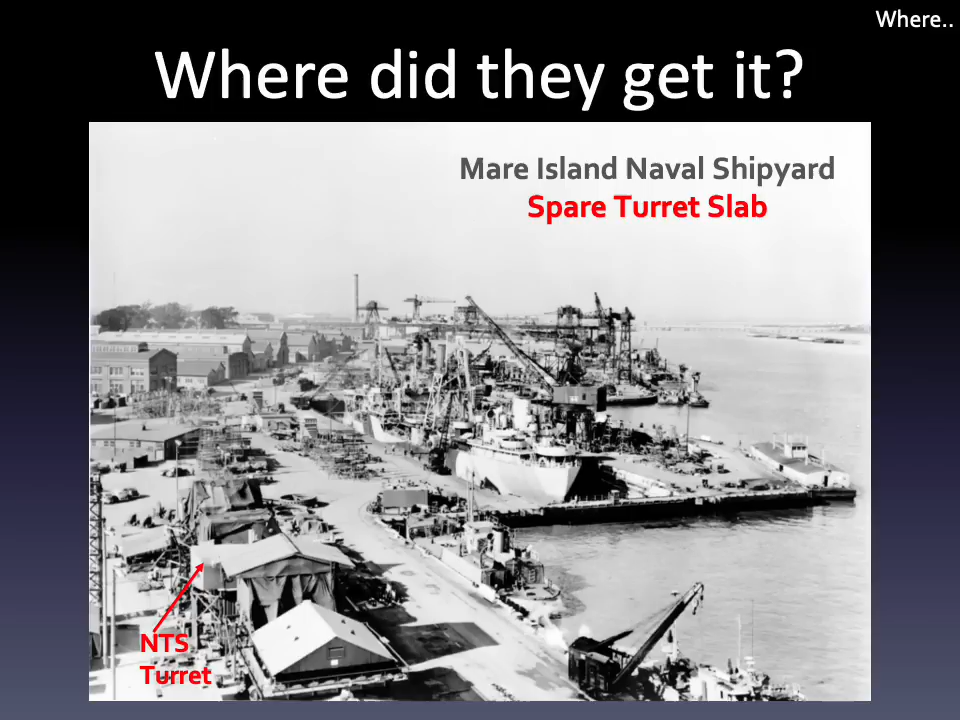 Where..
Where did they get it?
Mare Island Naval Shipyard
Spare Turret Slab
NTS
Turret